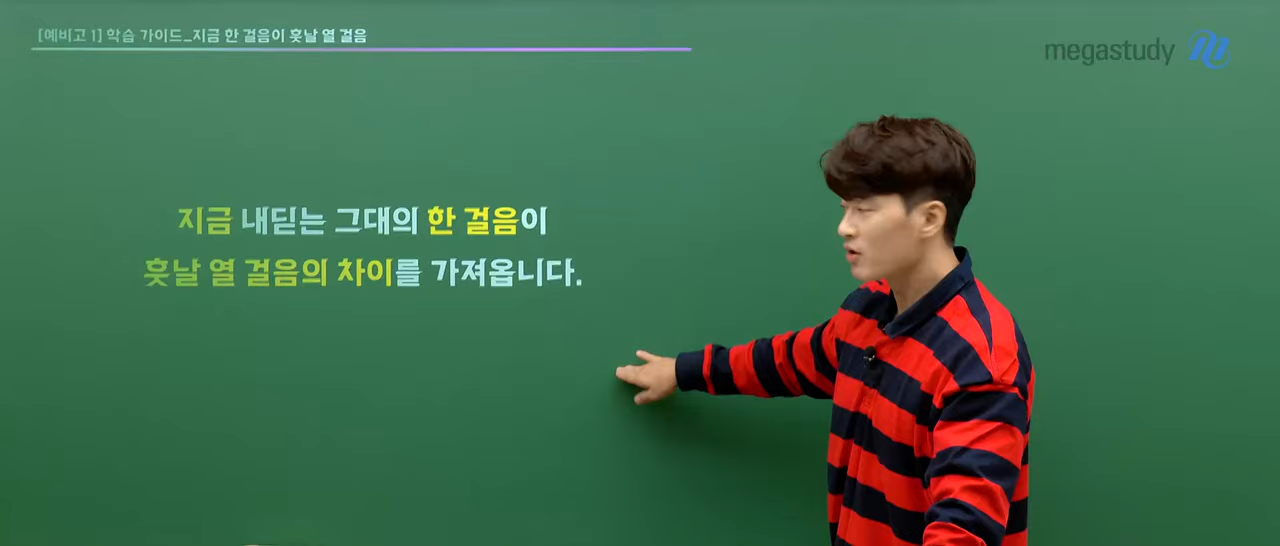 [예비고 1] 학습 가이드_지금 한 걸음이 훗날 열 걸음
megastudy
지금 내딛는 그대의 한 걸음이
훗날 열 걸음의 차이를 가져옵니다.